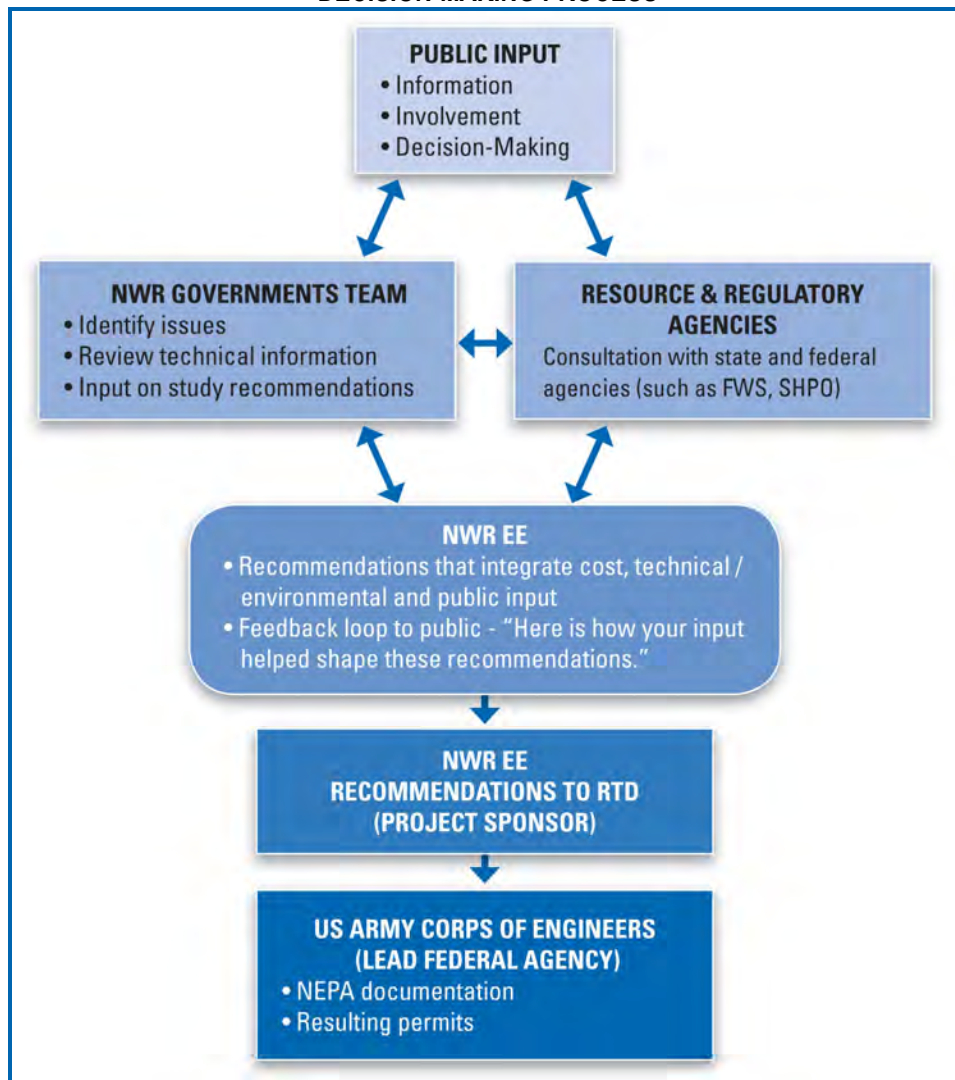 DECISION-MAKING PROCESS
PUBLIC INPUT
• Information
• Involvement
• Decision-Making
NWR GOVERNMENTS TEAM
• Identify issues
• Review technical information
• Input on study recommendations
RESOURCE & REGULATORY
AGENCIES
Consultation with state and federal
agencies (such as FWS, SHPO)
NWR EE
• Recommendations that integrate cost, technical /
environmental and public input
• Feedback loop to public - “Here is how your input
helped shape these recommendations.”
NWR EE
RECOMMENDATIONS TO RTD
(PROJECT SPONSOR)
US ARMY CORPS OF ENGINEERS
(LEAD FEDERAL AGENCY)
• NEPA documentation
• Resulting permits